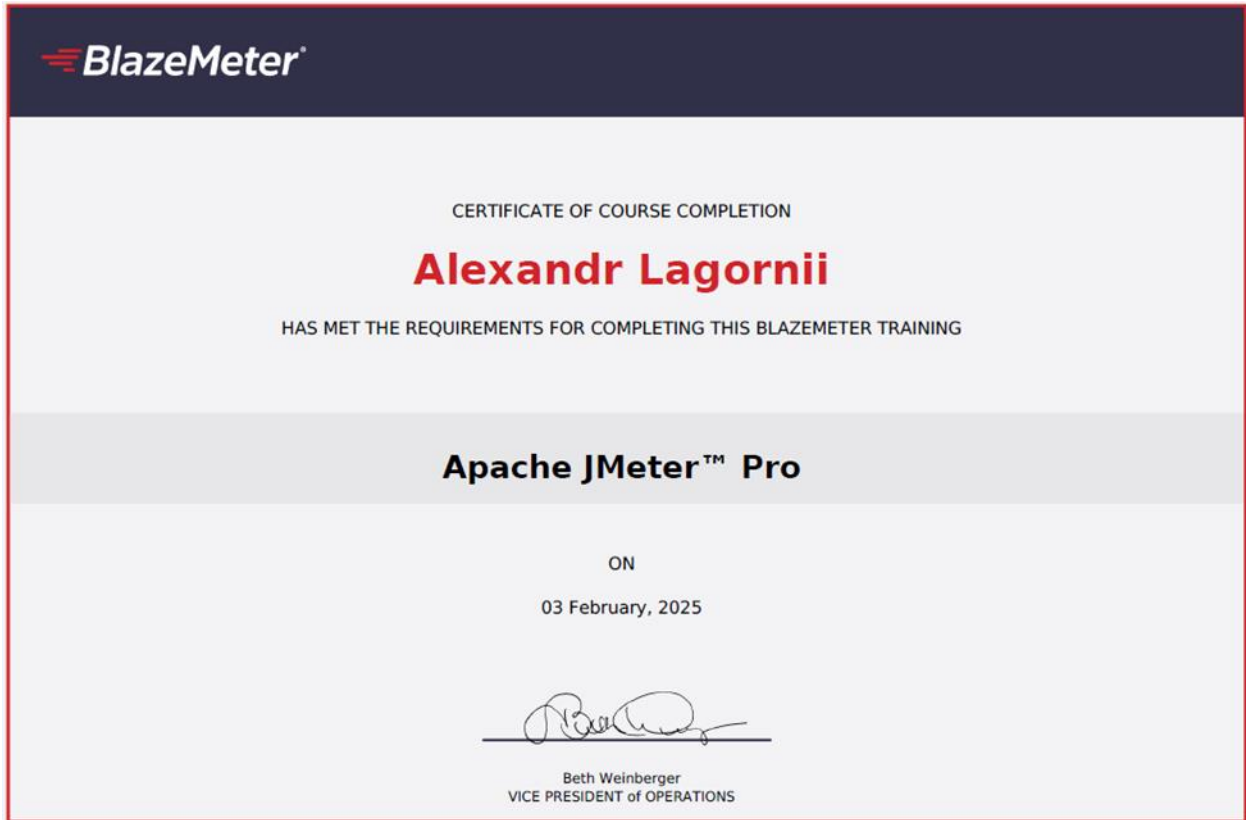 BlazeMeter®
CERTIFICATE OF COURSE COMPLETION
Alexandr Lagornii
HAS MET THE REQUIREMENTS FOR COMPLETING THIS BLAZEMETER TRAINING
Apache JMeter™ Pro
ON
03 February, 2025
Beth Weinberger
VICE PRESIDENT of OPERATIONS